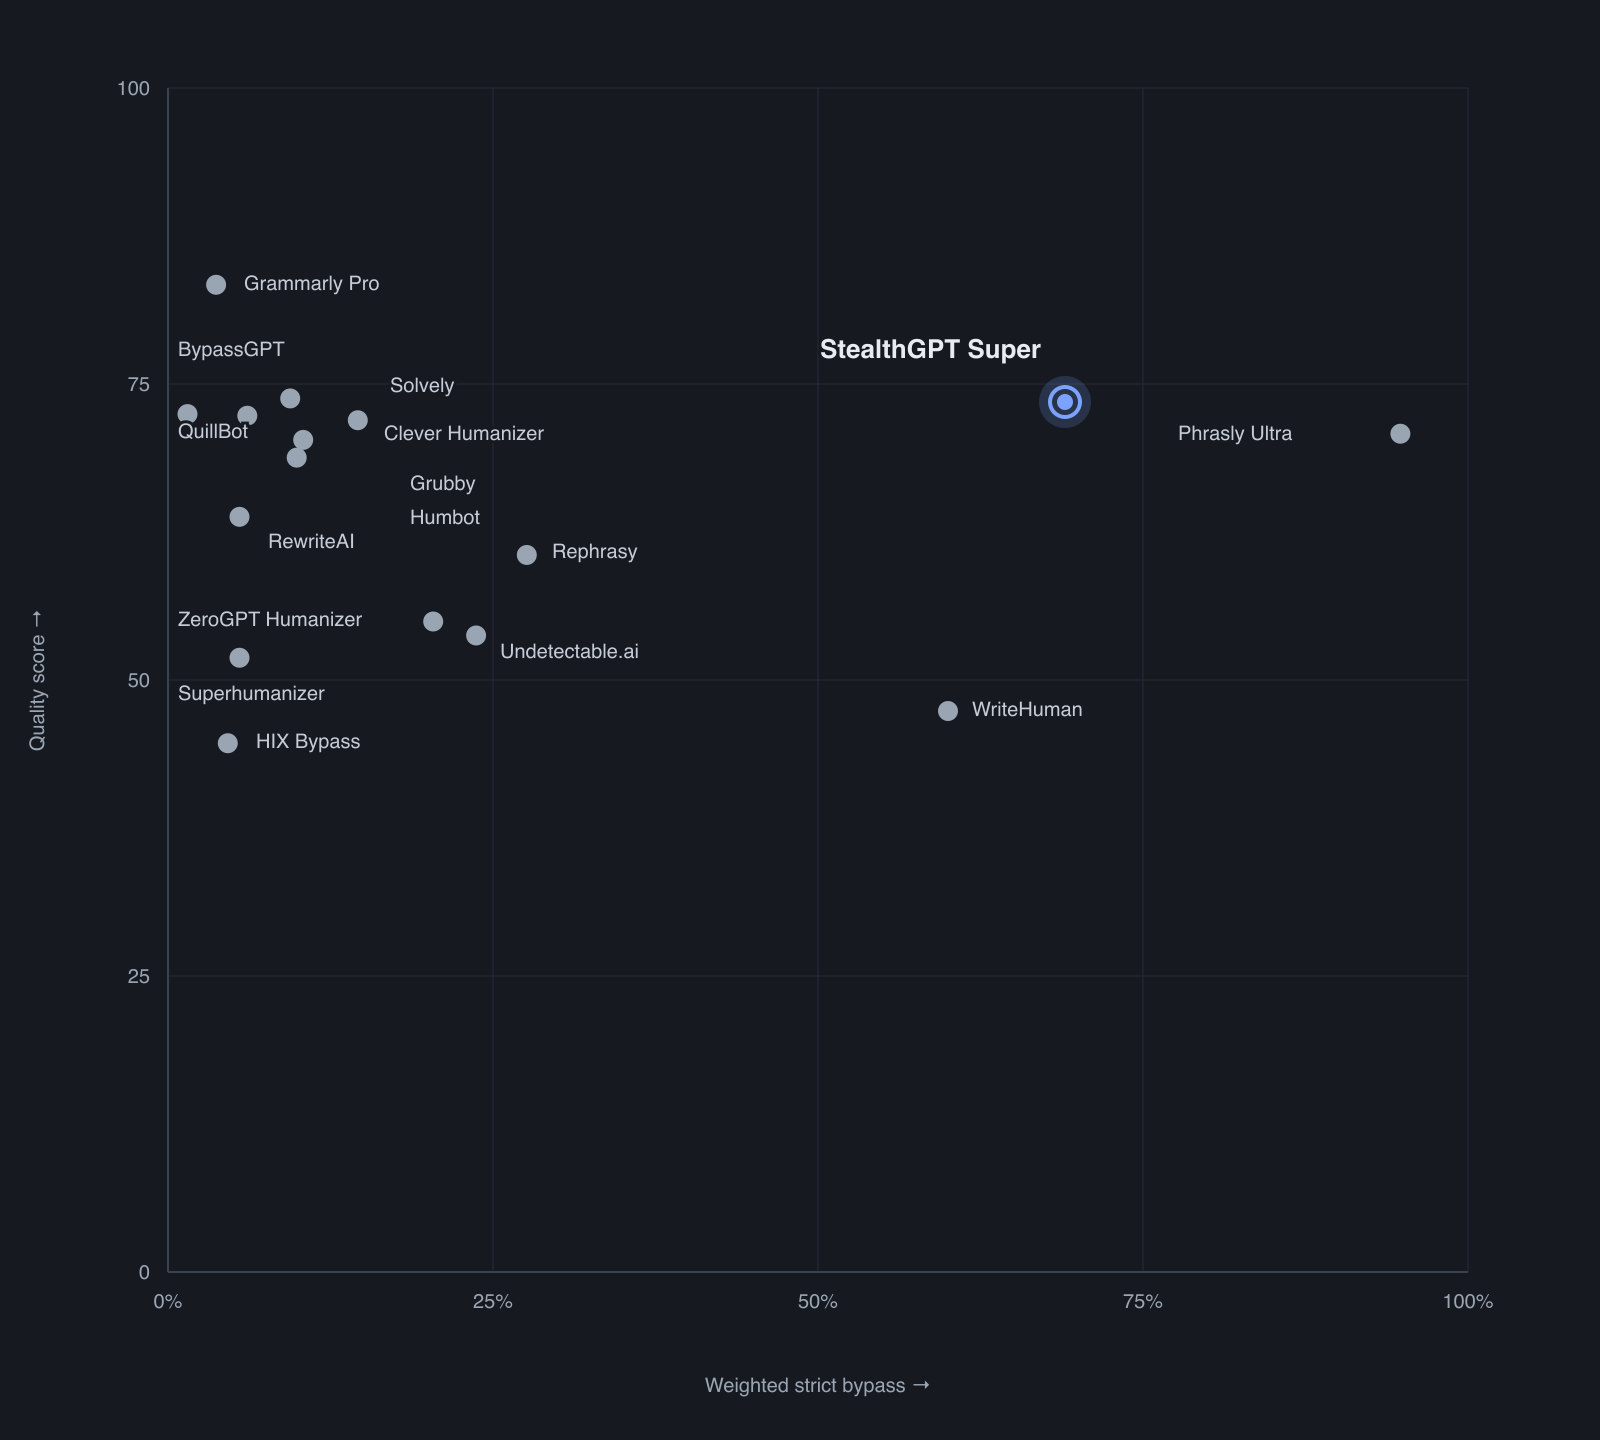 100
Grammarly Pro
BypassGPT
StealthGPT Super
75
Solvely
QuillBot
Clever Humanizer
Phrasly Ultra
Grubby
Humbot
RewriteAI
Rephrasy
ZeroGPT Humanizer
Undetectable.ai
50
Superhumanizer
WriteHuman
HIX Bypass
Quality score →
25
0
0% 25% 50% 75% 100%
Weighted strict bypass →